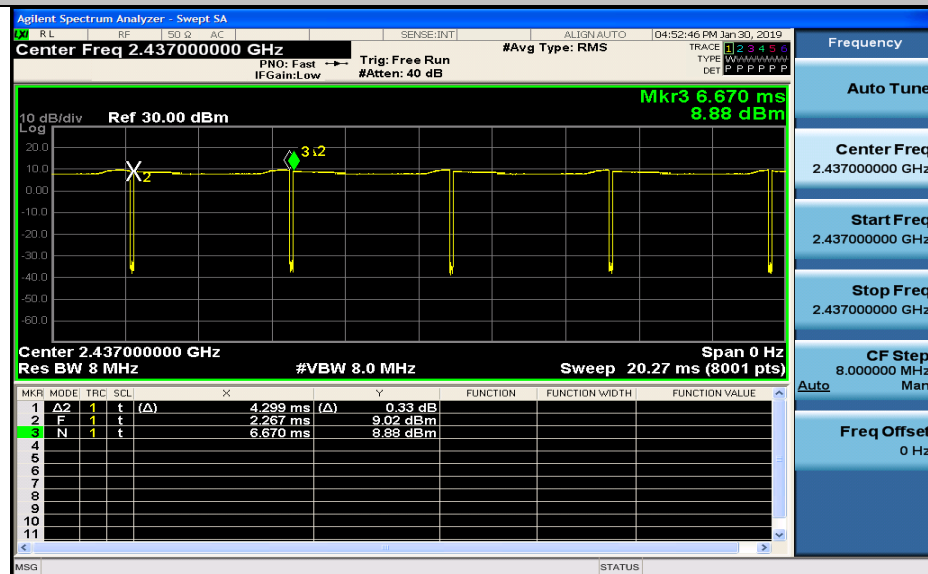 Agilent Spectrum Analyzer - Swept SA
LXI RL RF 50 Ω AC SENSE:INT ALIGN AUTO 04:52:46 PM Jan 30, 2019
Center Freq 2.437000000 GHz #Avg Type: RMS TRACE 1 2 3 4 5 6
PNO: Fast Trig: Free Run TYPE WWWWWW
IFGain:Low #Atten: 40 dB DET P P P P P P
Mkr3 6.670 ms
8.88 dBm
10 dB/div Ref 30.00 dBm
Log
20.0
10.0
0.00
-10.0
-20.0
-30.0
-40.0
-50.0
-60.0
X2
3 2
Center 2.437000000 GHz Span 0 Hz
Res BW 8 MHz #VBW 8.0 MHz Sweep 20.27 ms (8001 pts)
MKR MODE TRC SCL X Y FUNCTION FUNCTION WIDTH FUNCTION VALUE
1 Δ2 1 t (Δ) 4.299 ms (Δ) 0.33 dB
2 F 1 t 2.267 ms 9.02 dBm
3 N 1 t 6.670 ms 8.88 dBm
4
5
6
7
8
9
10
11
MSG STATUS
Frequency
Auto Tune
Center Freq
2.437000000 GHz
Start Freq
2.437000000 GHz
Stop Freq
2.437000000 GHz
CF Step
8.000000 MHz
Auto Man
Freq Offset
0 Hz